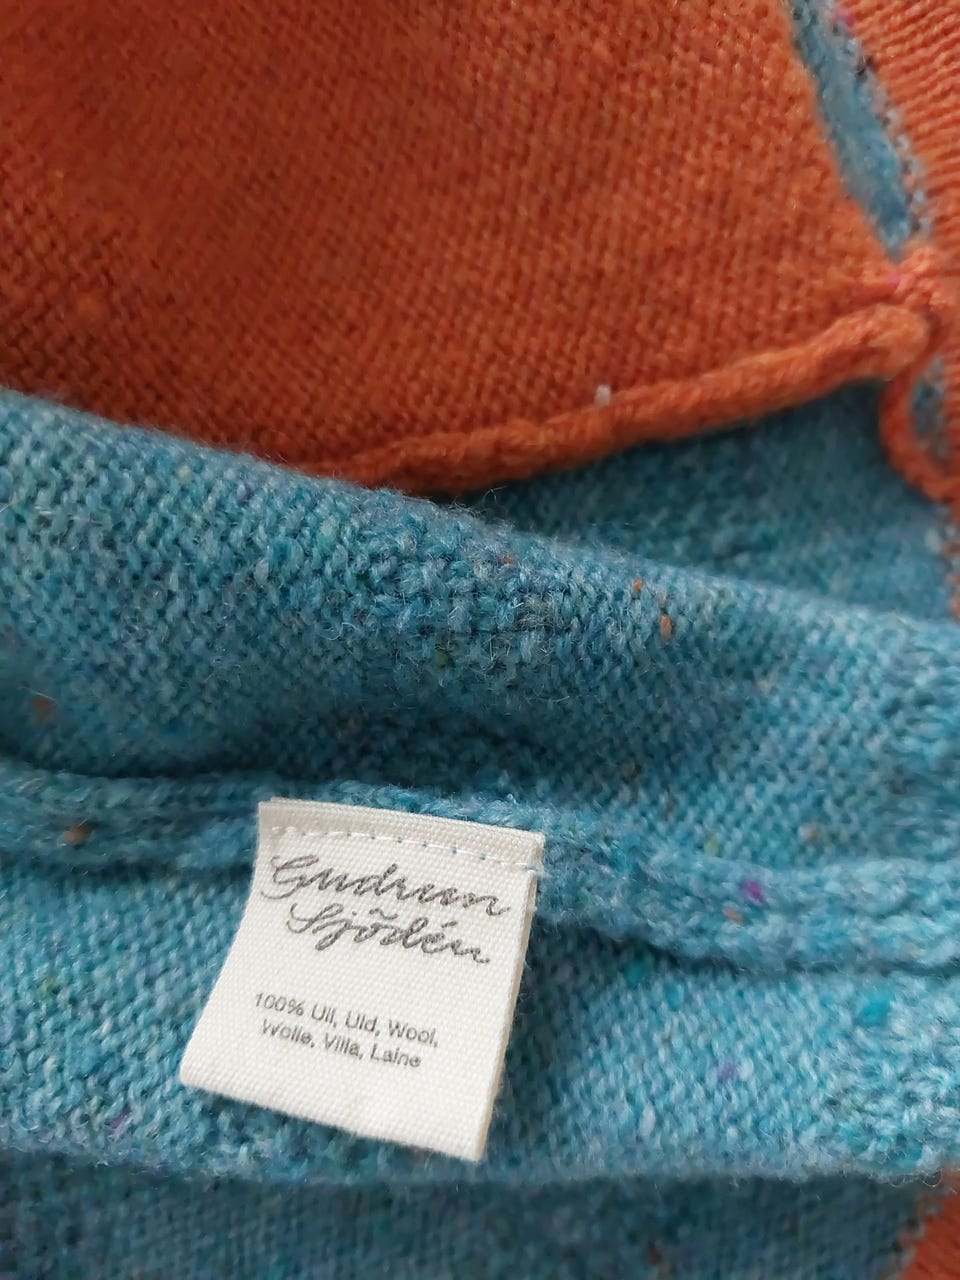 Gudrun
Sjödén
100% Ull, Uld, Wool,
Wolle, Villa, Laine